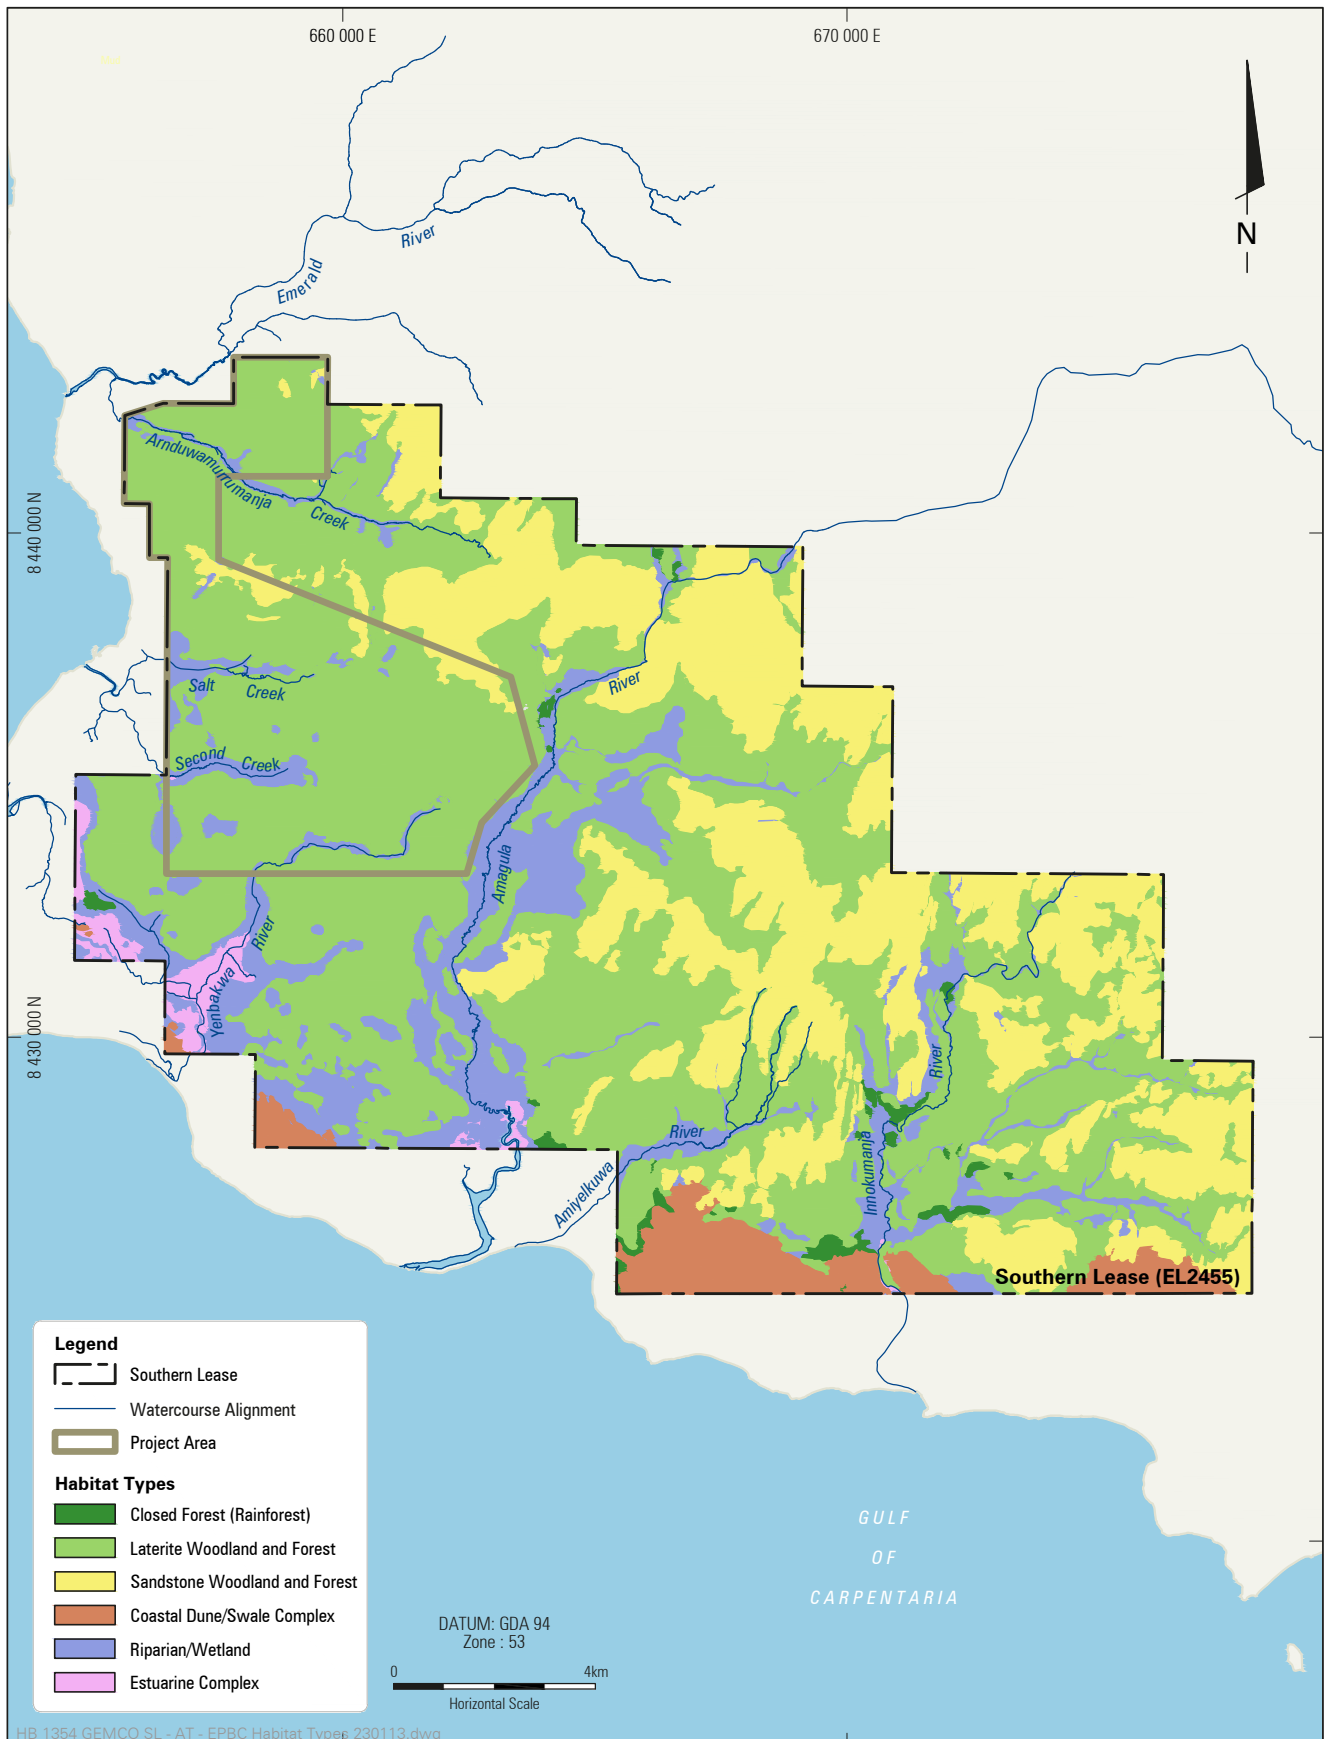 660 000 E
670 000 E
N
River
Emerald
Arnduwamurrumanja
Creek
8 440 000 N
River
Salt Creek
Second Creek
Amagula
River
Yenbakwa
8 430 000 N
River
River
Amiyelkuwa
Innokumanja
Southern Lease (EL2455)
Legend
Southern Lease
Watercourse Alignment
Project Area
Habitat Types
Closed Forest (Rainforest)
Laterite Woodland and Forest
Sandstone Woodland and Forest
Coastal Dune/Swale Complex
Riparian/Wetland
Estuarine Complex
GULF
OF
CARPENTARIA
DATUM: GDA 94
Zone : 53
0 4km
Horizontal Scale
HB 1354 GEMCO SL - AT - EPBC Habitat Types 230113.dwg